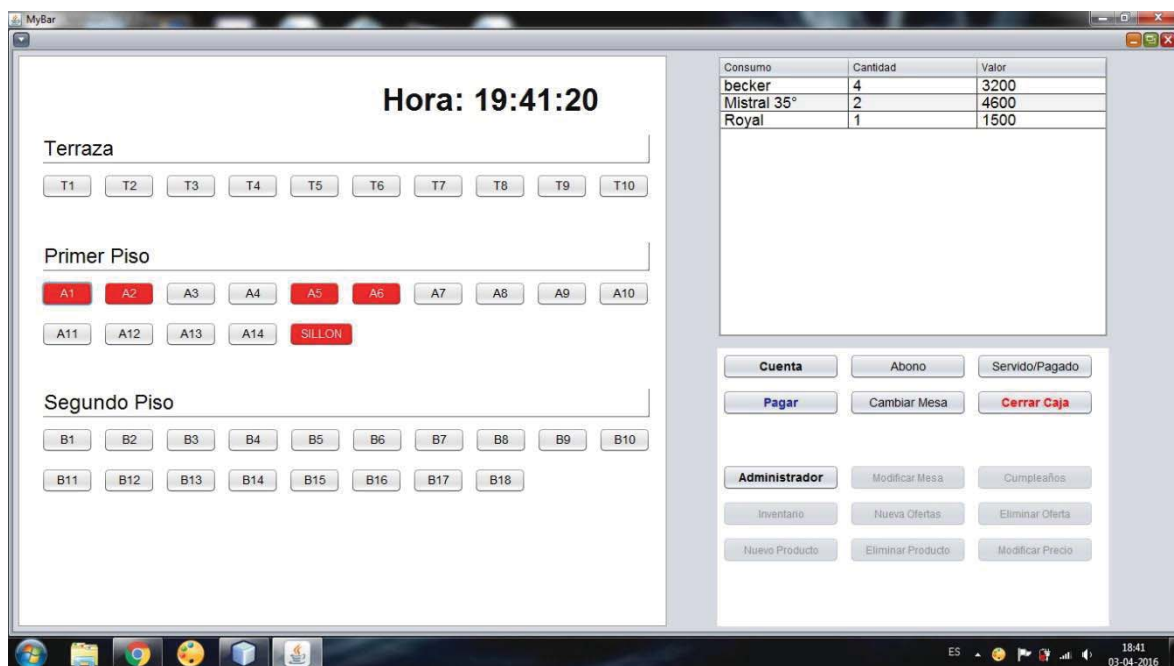 MyBar
Hora: 19:41:20
Terraza
T1 T2 T3 T4 T5 T6 T7 T8 T9 T10
Primer Piso
A1 A2 A3 A4 A5 A6 A7 A8 A9 A10
A11 A12 A13 A14 SILLON
Segundo Piso
B1 B2 B3 B4 B5 B6 B7 B8 B9 B10
B11 B12 B13 B14 B15 B16 B17 B18
Consumo Cantidad Valor
becker 4 3200
Mistral 35° 2 4600
Royal 1 1500
Cuenta Abono Servido/Pagado
Pagar Cambiar Mesa Cerrar Caja
Administrador Modificar Mesa Cumpleaños
Inventario Nueva Ofertas Eliminar Oferta
Nuevo Producto Eliminar Producto Modificar Precio
ES 18:41
03-04-2016